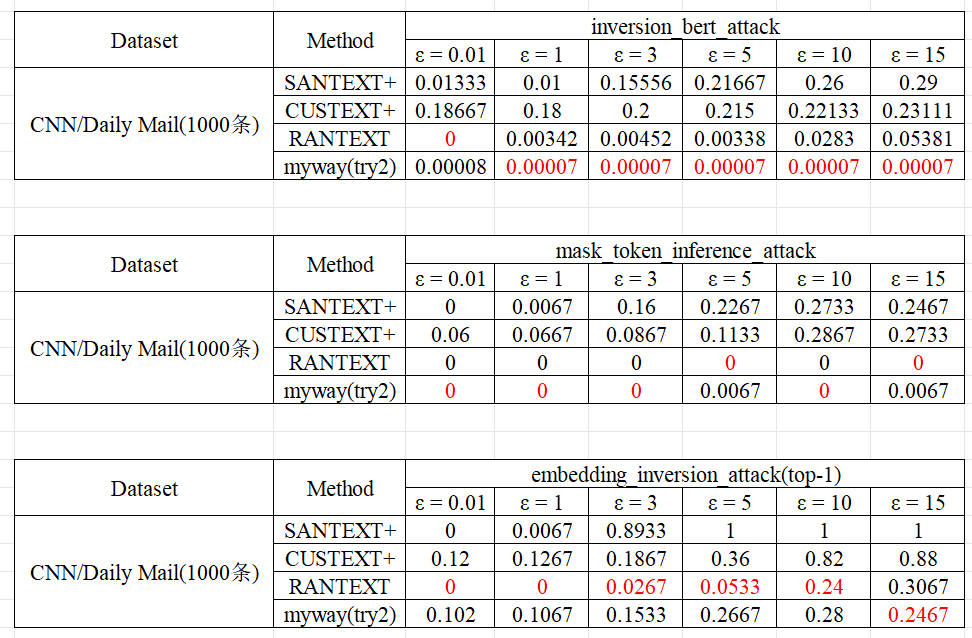 Dataset Method inversion_bert_attack
ε = 0.01 ε = 1 ε = 3 ε = 5 ε = 10 ε = 15
CNN/Daily Mail(1000条) SANTEXT+ 0.01333 0.01 0.15556 0.21667 0.26 0.29
CUSTEXT+ 0.18667 0.18 0.2 0.215 0.22133 0.23111
RANTEXT 0 0.00342 0.00452 0.00338 0.0283 0.05381
myway(try2) 0.00008 0.00007 0.00007 0.00007 0.00007 0.00007
Dataset Method mask_token_inference_attack
ε = 0.01 ε = 1 ε = 3 ε = 5 ε = 10 ε = 15
CNN/Daily Mail(1000条) SANTEXT+ 0 0.0067 0.16 0.2267 0.2733 0.2467
CUSTEXT+ 0.06 0.0667 0.0867 0.1133 0.2867 0.2733
RANTEXT 0 0 0 0 0 0
myway(try2) 0 0 0 0.0067 0 0.0067
Dataset Method embedding_inversion_attack(top-1)
ε = 0.01 ε = 1 ε = 3 ε = 5 ε = 10 ε = 15
CNN/Daily Mail(1000条) SANTEXT+ 0 0.0067 0.8933 1 1 1
CUSTEXT+ 0.12 0.1267 0.1867 0.36 0.82 0.88
RANTEXT 0 0 0.0267 0.0533 0.24 0.3067
myway(try2) 0.102 0.1067 0.1533 0.2667 0.28 0.2467